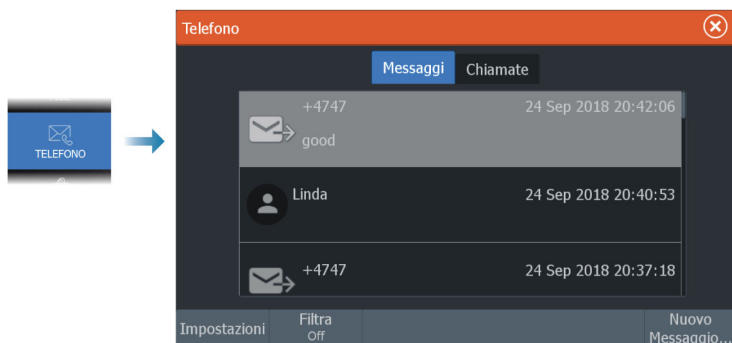 Telefono
Messaggi Chiamate
+4747 24 Sep 2018 20:42:06
good
TELEFONO
Linda 24 Sep 2018 20:40:53
+4747 24 Sep 2018 20:37:18
Impostazioni
Filtra
Off
Nuovo
Messaggio...